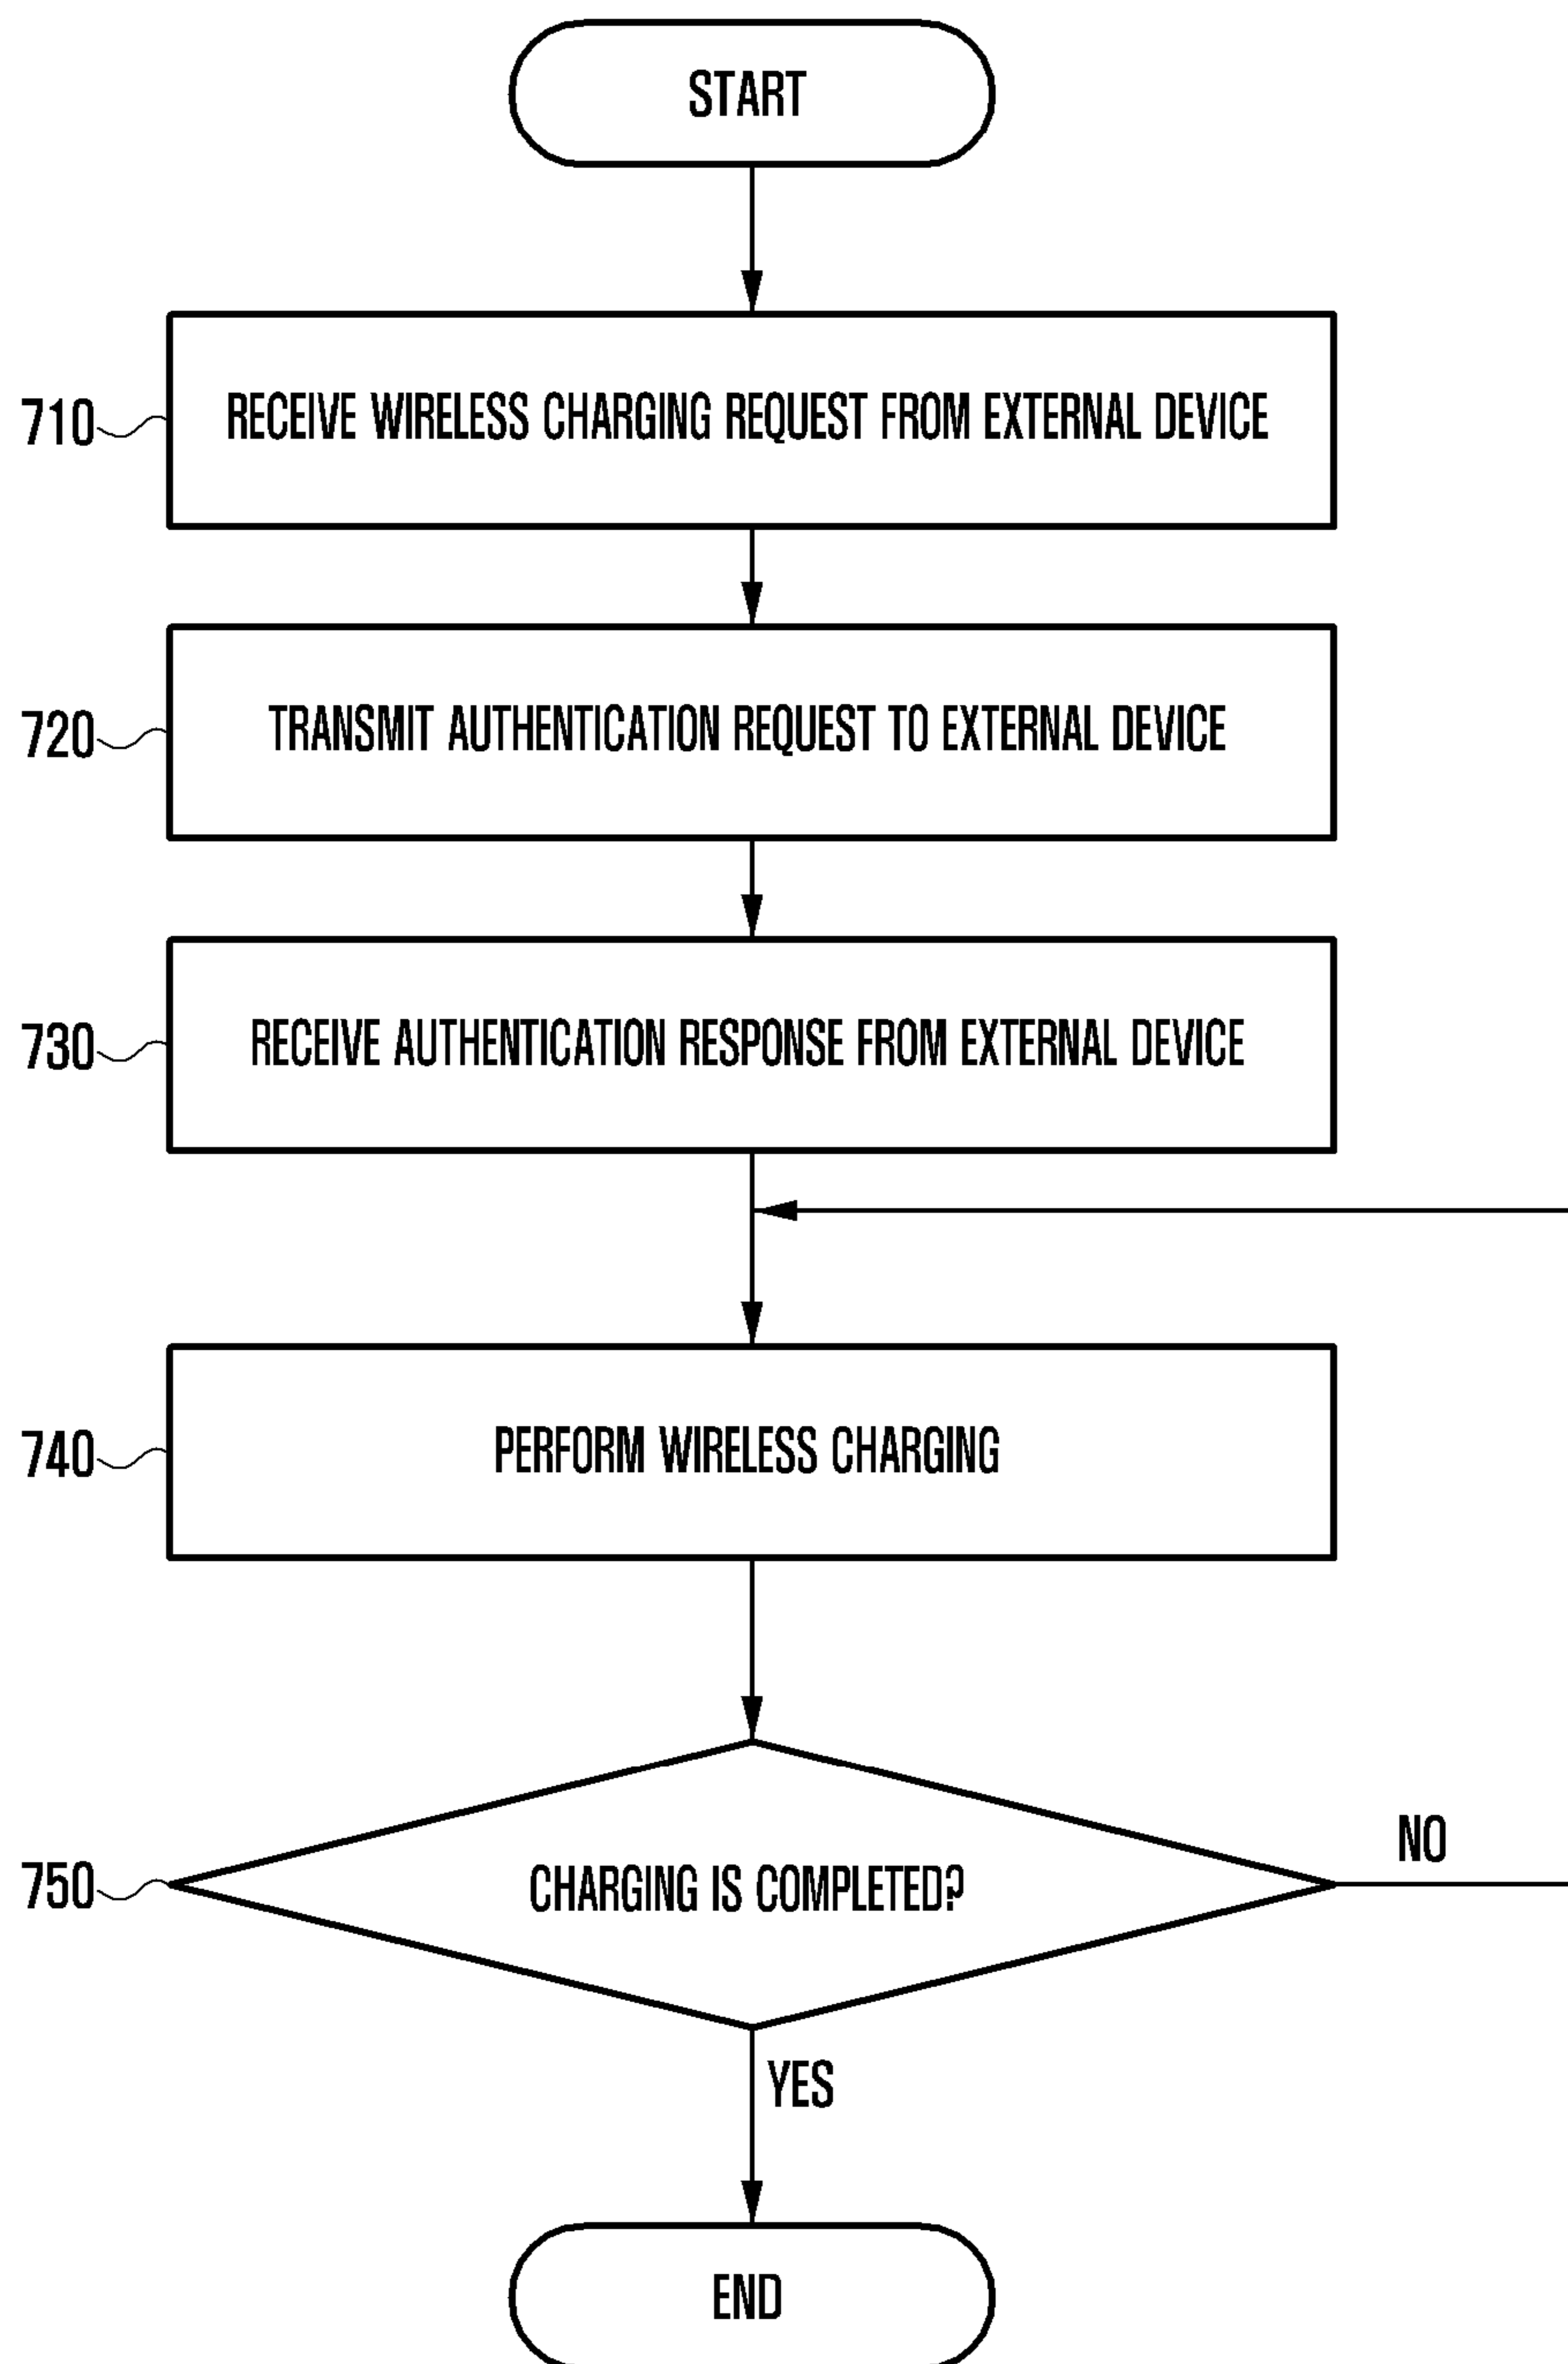 START
710 RECEIVE WIRELESS CHARGING REQUEST FROM EXTERNAL DEVICE
720 TRANSMIT AUTHENTICATION REQUEST TO EXTERNAL DEVICE
730 RECEIVE AUTHENTICATION RESPONSE FROM EXTERNAL DEVICE
740 PERFORM WIRELESS CHARGING
NO
750 CHARGING IS COMPLETED?
YES
END